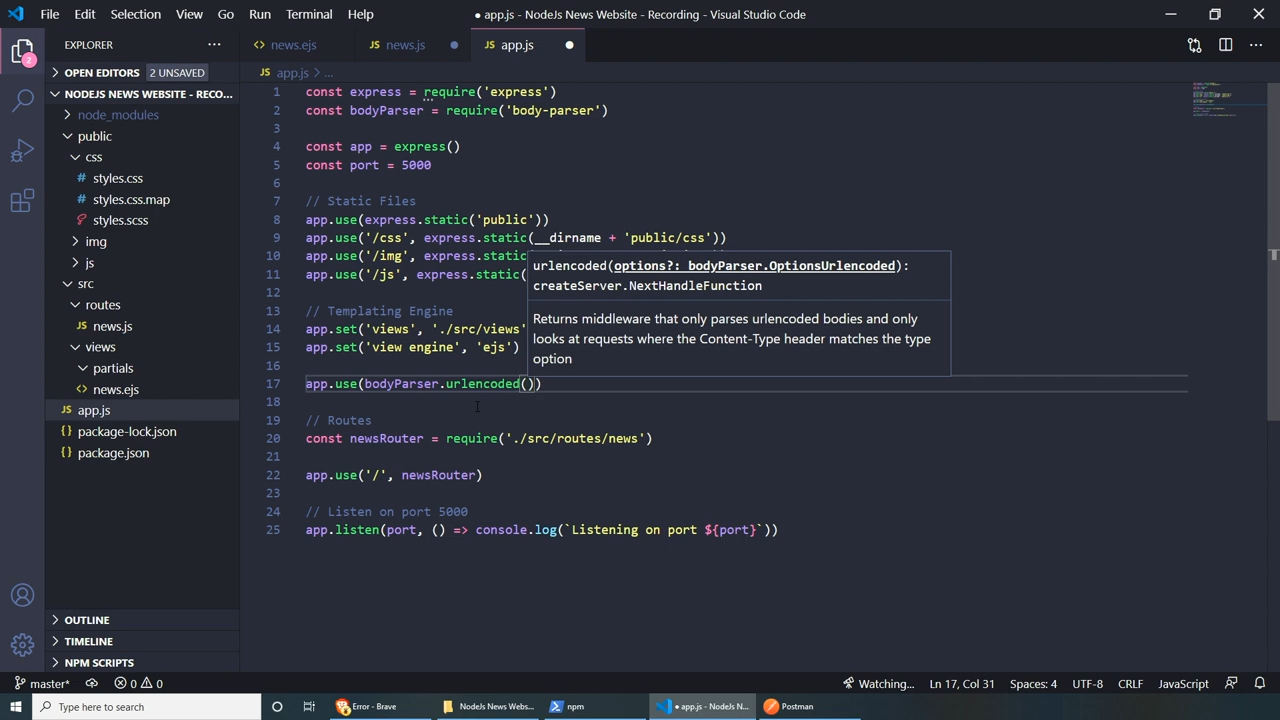 File Edit Selection View Go Run Terminal Help
● app.js - NodeJs News Website - Recording - Visual Studio Code
EXPLORER
OPEN EDITORS 2 UNSAVED
NODEJS NEWS WEBSITE - RECO...
node_modules
public
css
# styles.css
# styles.css.map
styles.scss
img
js
src
routes
JS news.js
views
partials
<> news.ejs
JS app.js
{} package-lock.json
{} package.json
OUTLINE
TIMELINE
NPM SCRIPTS
2
<> news.ejs JS news.js JS app.js
JS app.js > ...
1 const express = require('express')
2 const bodyParser = require('body-parser')
3
4 const app = express()
5 const port = 5000
6
7 // Static Files
8 app.use(express.static('public'))
9 app.use('/css', express.static(__dirname + 'public/css'))
10 app.use('/img', express.stati
11 app.use('/js', express.static(
12
13 // Templating Engine
14 app.set('views', './src/views'
15 app.set('view engine', 'ejs')
16
17 app.use(bodyParser.urlencoded())
18
19 // Routes
20 const newsRouter = require('./src/routes/news')
21
22 app.use('/', newsRouter)
23
24 // Listen on port 5000
25 app.listen(port, () => console.log(`Listening on port ${port}`))
urlencoded(options?: bodyParser.OptionsUrlencoded):
createServer.NextHandleFunction
Returns middleware that only parses urlencoded bodies and only
looks at requests where the Content-Type header matches the type
option
master* 0 0 Watching... Ln 17, Col 31 Spaces: 4 UTF-8 CRLF JavaScript
Type here to search Error - Brave NodeJs News Webs... npm ● app.js - NodeJs N... Postman